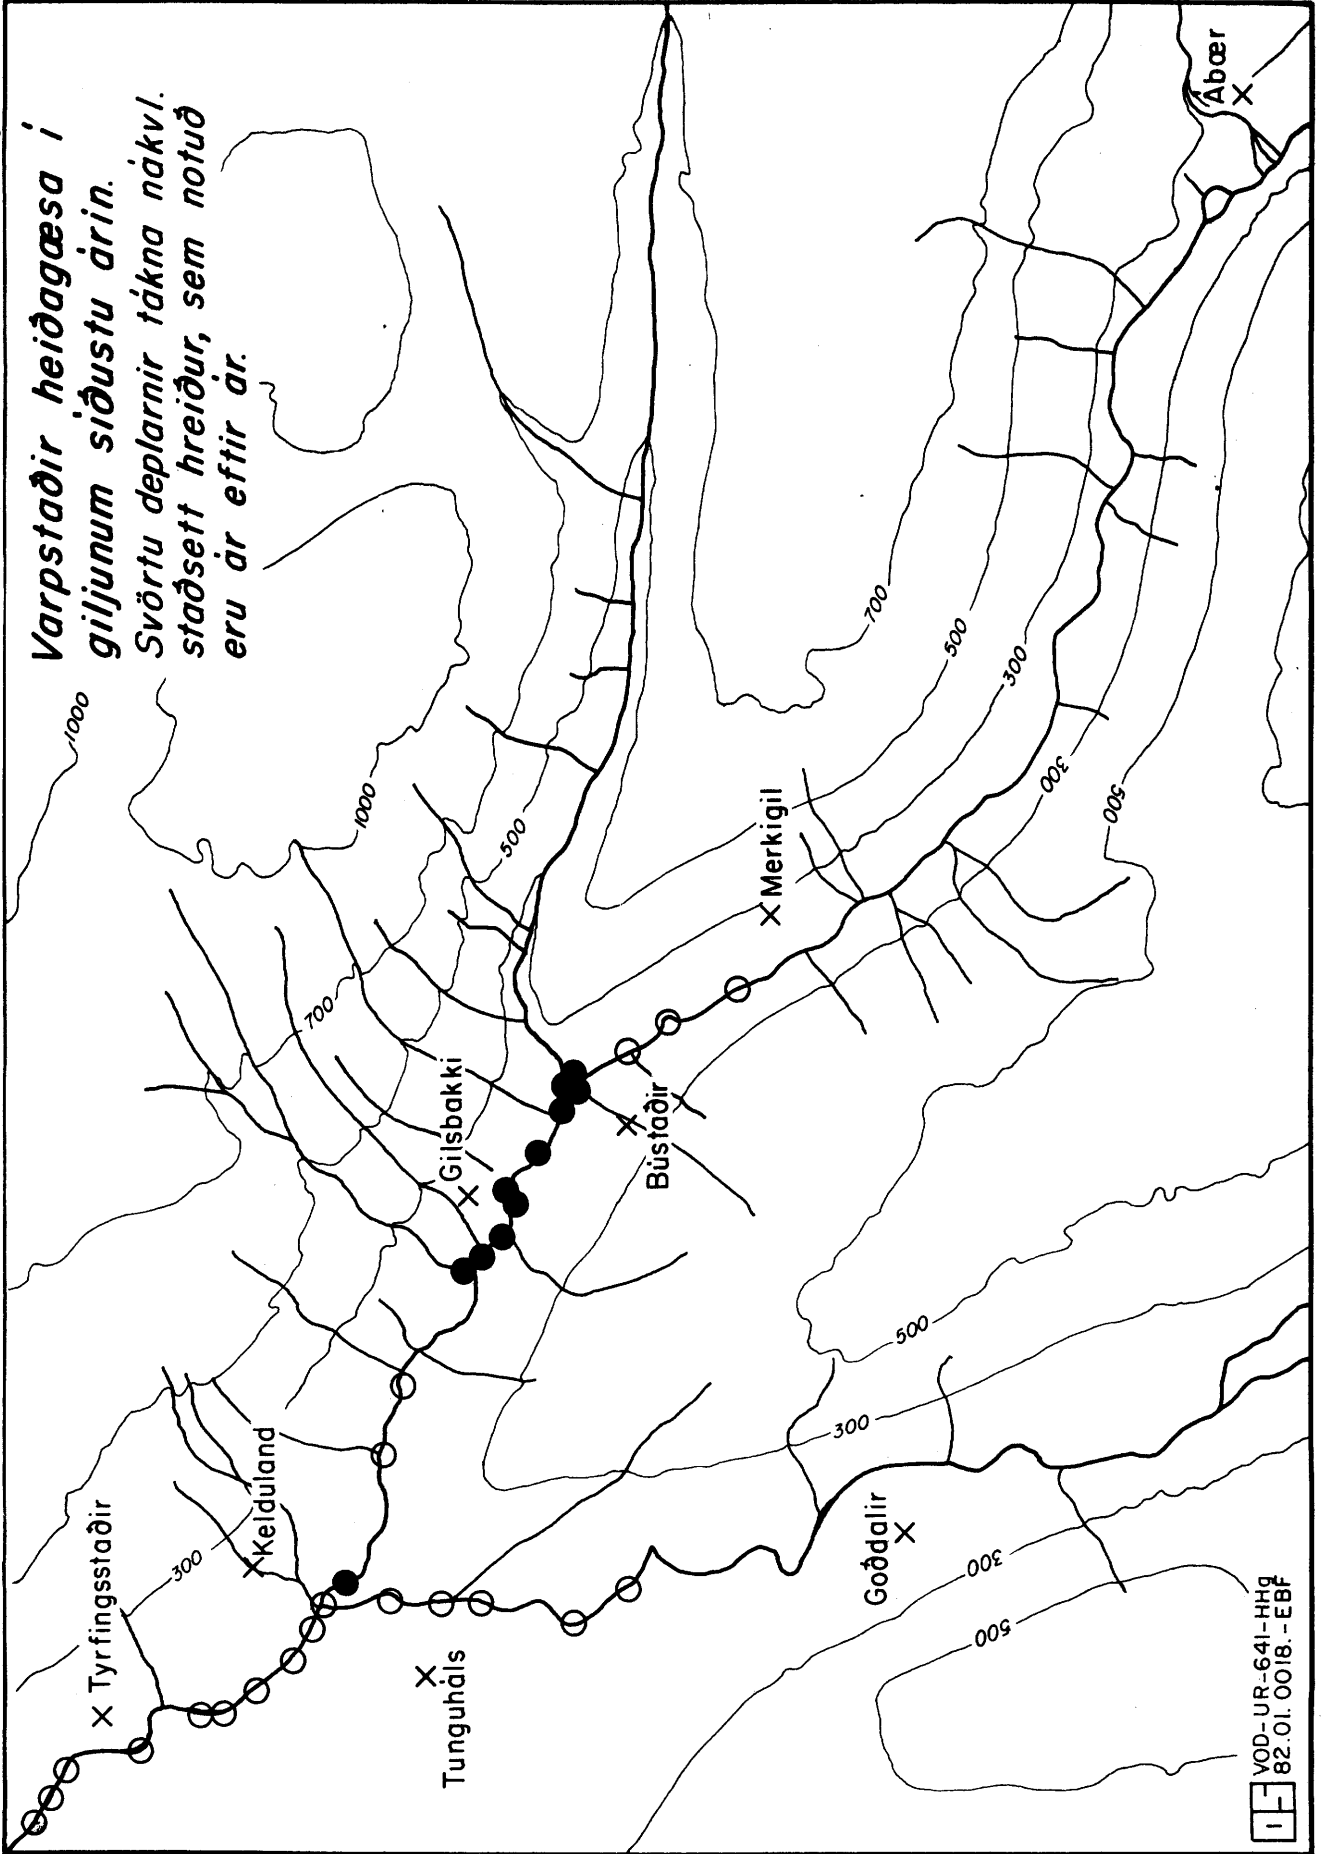 Varpstaðir heiðagæsa í
giljunum síðustu árin.
Svörtu deplarnir tákna nákvl.
staðsett hreiður, sem notuð
eru ár eftir ár.
1000
1000
700
500
700
500
300
300
500
Ábær
Merkigil
Gilsbakki
Bústaðir
Kelduland
Tyrfingsstaðir
300
Tunguháls
Goðdalir
500
300
300
500
VOD-UR-641-HHg
82.01.0018.-EBF